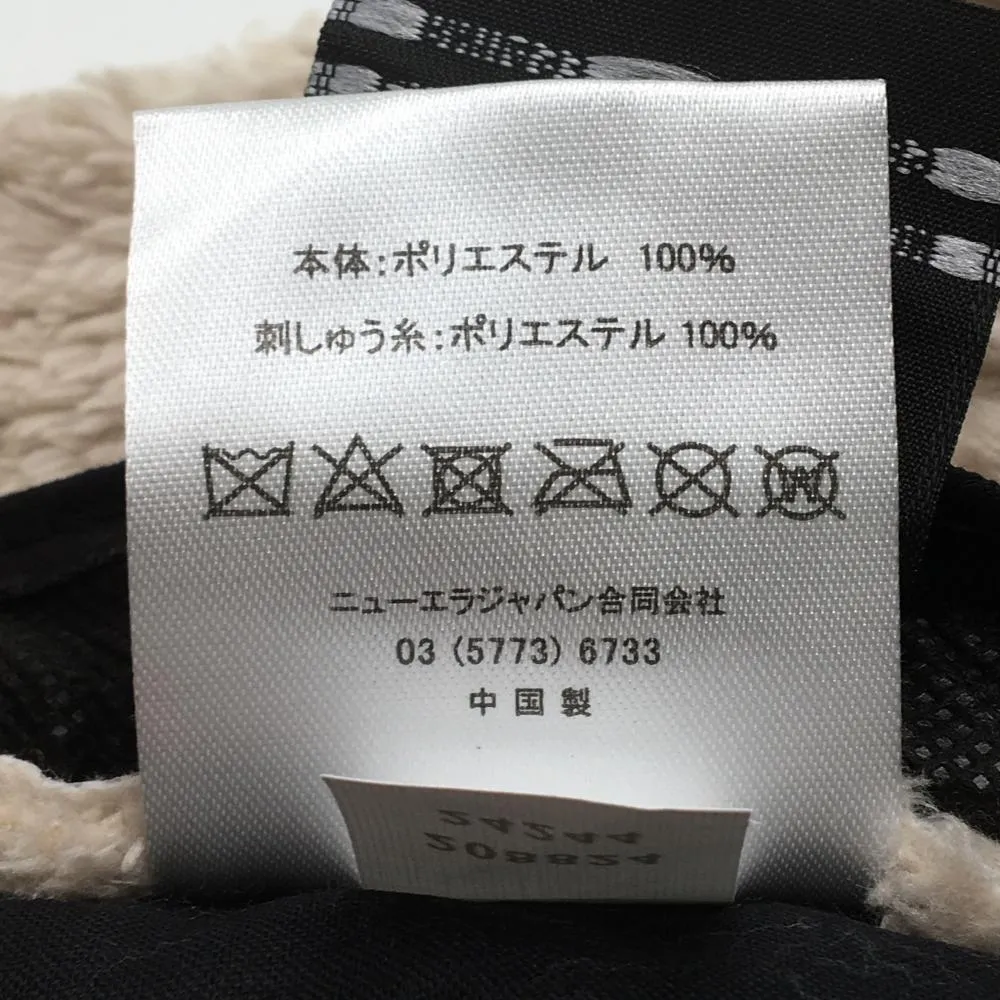 本体:ポリエステル 100%
刺しゅう糸:ポリエステル 100%
ニューエラジャパン合同会社
03 (5773) 6733
中国製